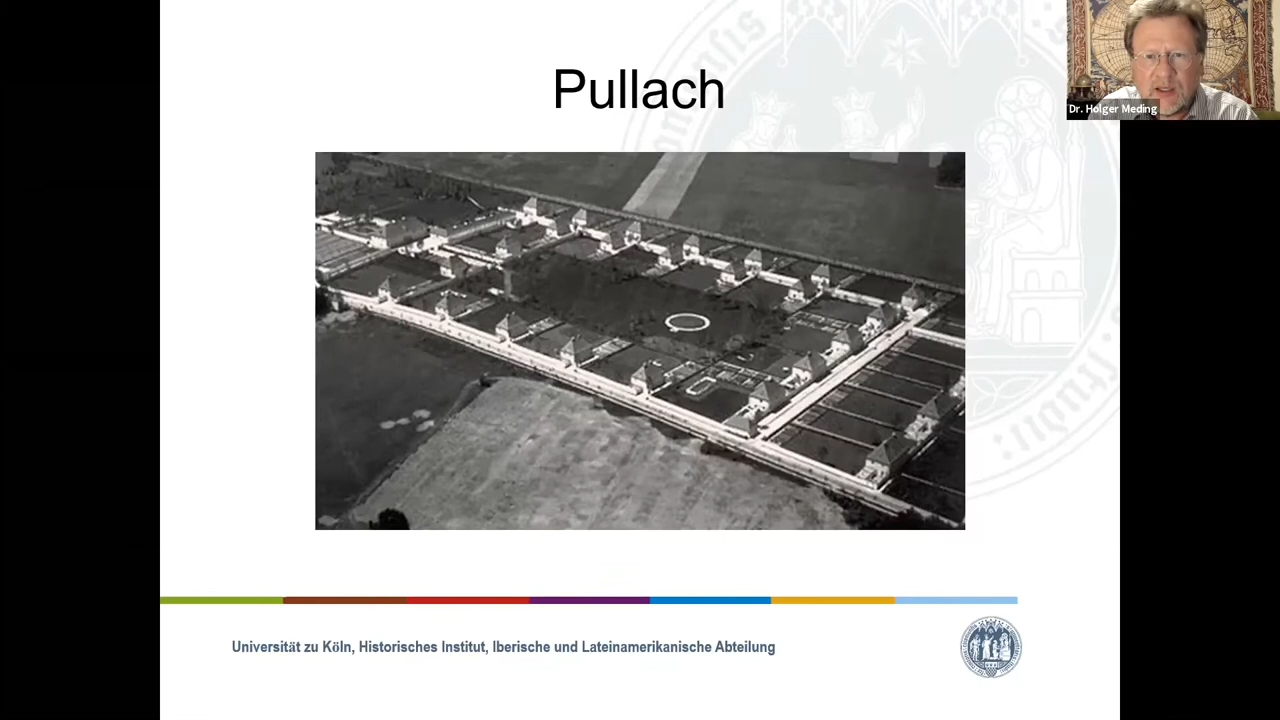 Pullach
Dr. Holger Meding
Universität zu Köln, Historisches Institut, Iberische und Lateinamerikanische Abteilung